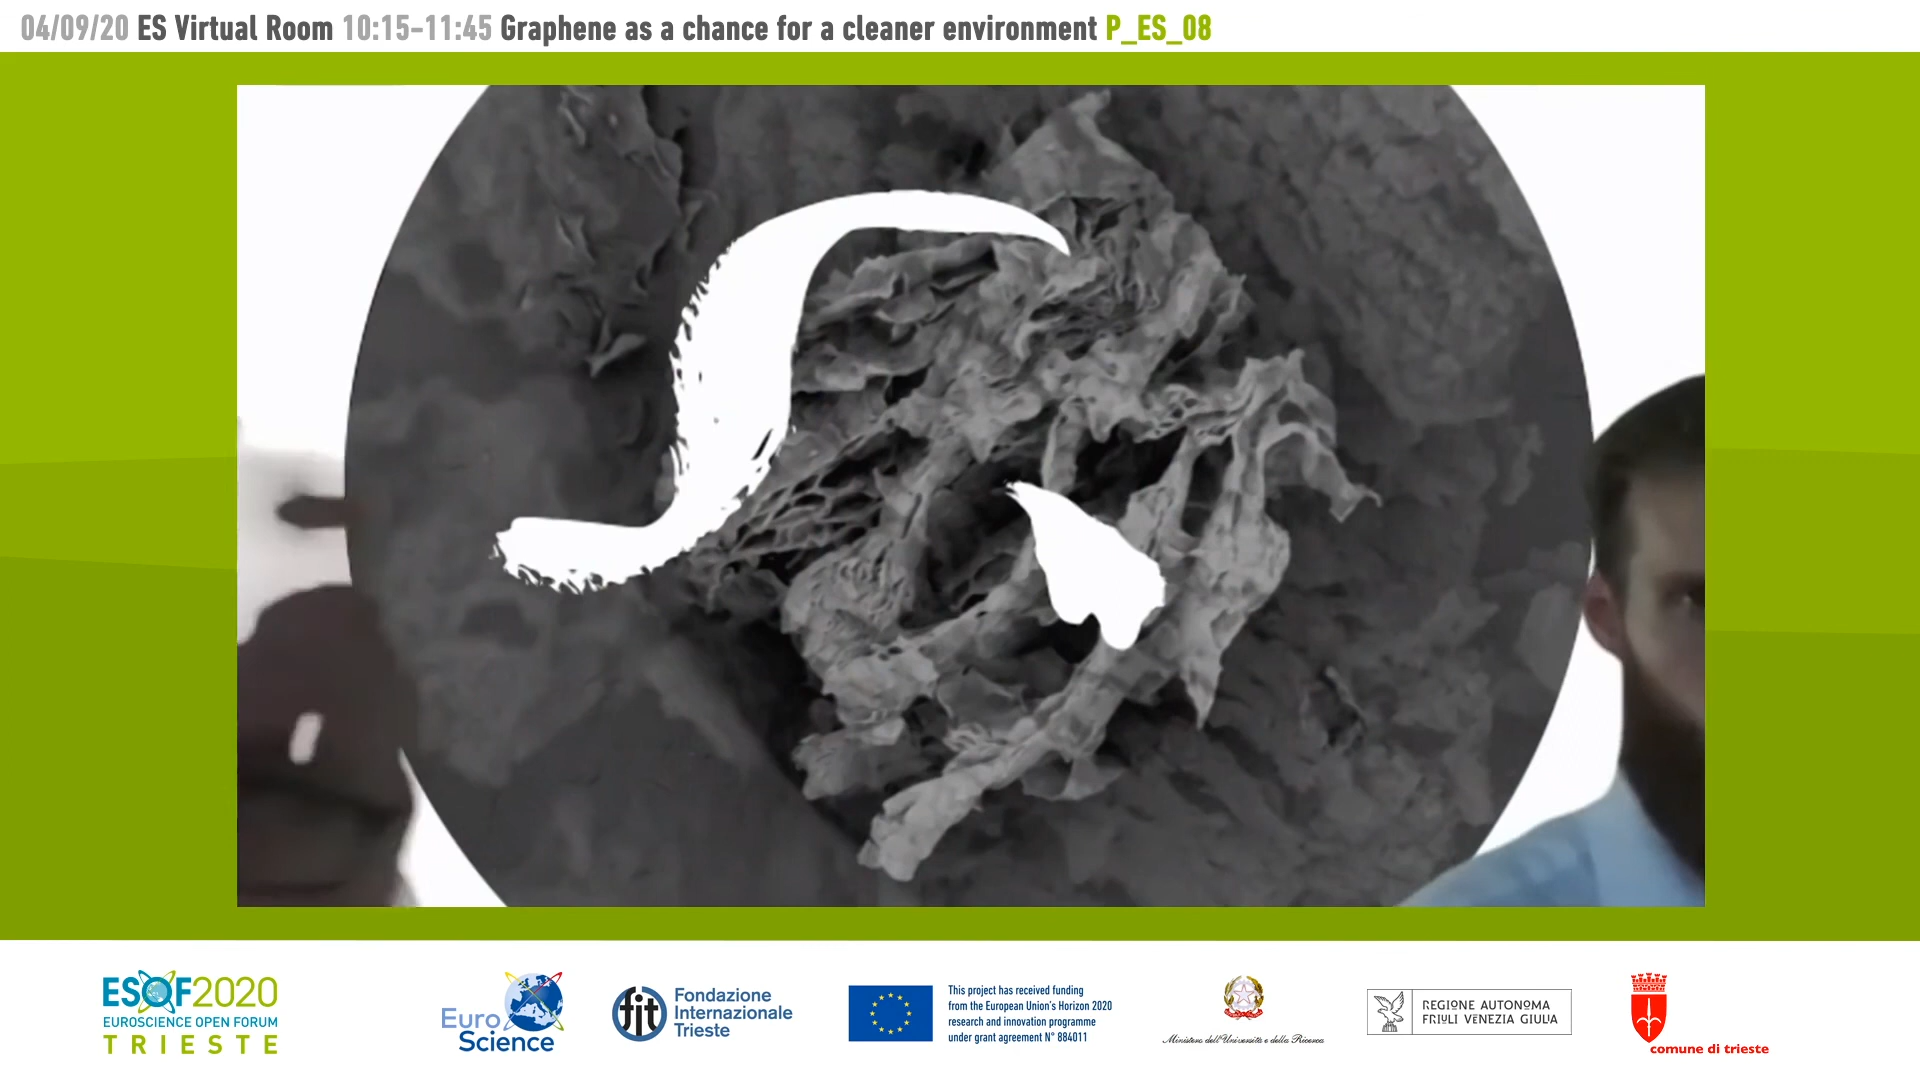 04/09/20 ES Virtual Room 10:15-11:45 Graphene as a chance for a cleaner environment P_ES_08
ESOF2020
EUROSCIENCE OPEN FORUM
TRIESTE
Euro
Science
fit
Fondazione
Internazionale
Trieste
This project has received funding
from the European Union's Horizon 2020
research and innovation programme
under grant agreement N° 884011
Ministero dell'Università e della Ricerca
REGIONE AUTONOMA
FRIULI VENEZIA GIULIA
comune di trieste